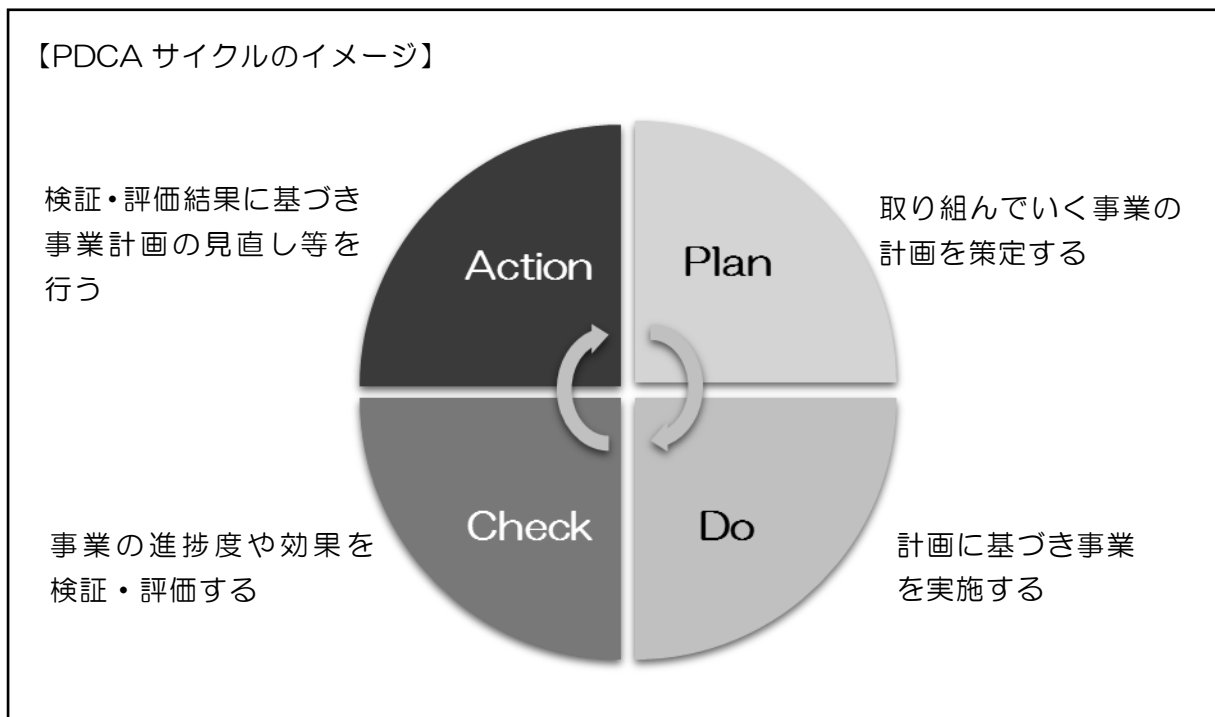 【PDCA サイクルのイメージ】
検証・評価結果に基づき
事業計画の見直し等を
行う
Action
Plan
取り組んでいく事業の
計画を策定する
事業の進捗度や効果を
検証・評価する
Check
Do
計画に基づき事業
を実施する